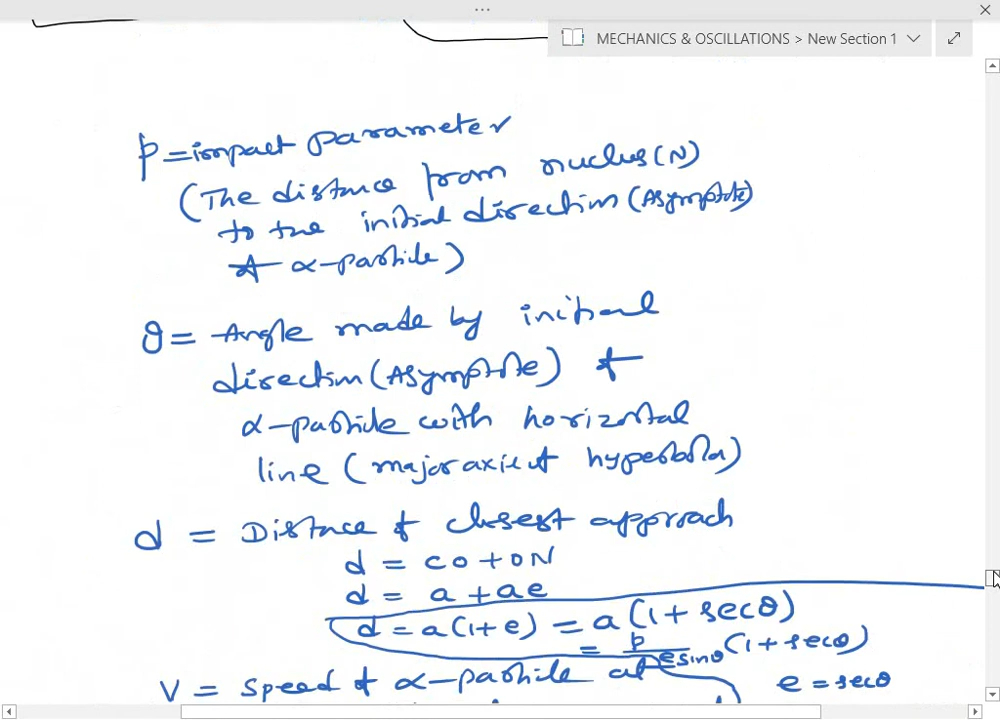 MECHANICS & OSCILLATIONS > New Section 1
p = impact parameter
(The distance from nucleus (N)
to the initial direction (Asymptote)
of α-particle)
θ = Angle made by initial
direction (Asymptote) of
α-particle with horizontal
line (major axis of hyperbola)
d = Distance of closest approach
d = CO + ON
d = a + ae
d = a(1 + e) = a(1 + secθ)
= p/e sinθ (1 + secθ)
e = secθ
V = Speed of α-particle at